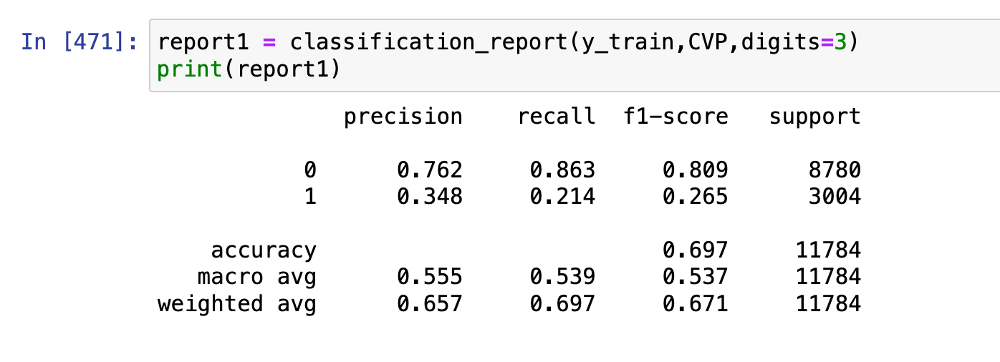 In [471]: report1 = classification_report(y_train,CVP,digits=3)
print(report1)
precision recall f1-score support
0 0.762 0.863 0.809 8780
1 0.348 0.214 0.265 3004
accuracy 0.697 11784
macro avg 0.555 0.539 0.537 11784
weighted avg 0.657 0.697 0.671 11784